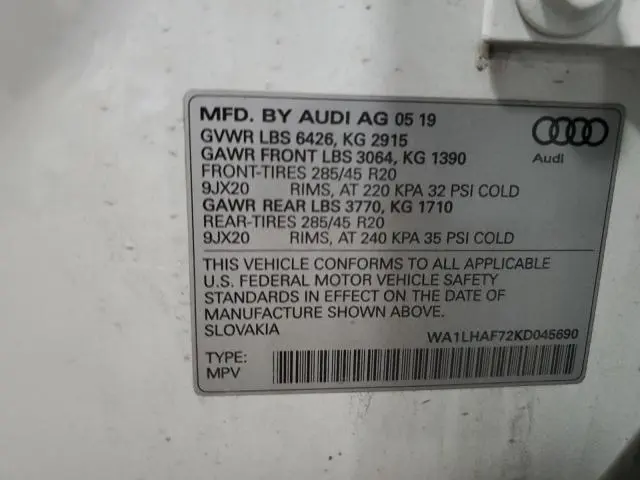 MFD. BY AUDI AG 05 19
GVWR LBS 6426, KG 2915
GAWR FRONT LBS 3064, KG 1390
FRONT-TIRES 285/45 R20
9JX20 RIMS, AT 220 KPA 32 PSI COLD
GAWR REAR LBS 3770, KG 1710
REAR-TIRES 285/45 R20
9JX20 RIMS, AT 240 KPA 35 PSI COLD
Audi
THIS VEHICLE CONFORMS TO ALL APPLICABLE
U.S. FEDERAL MOTOR VEHICLE SAFETY
STANDARDS IN EFFECT ON THE DATE OF
MANUFACTURE SHOWN ABOVE.
SLOVAKIA WA1LHAF72KD045690
TYPE:
MPV